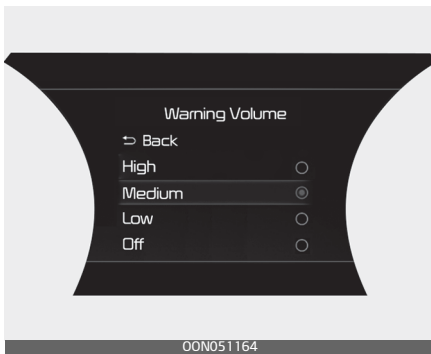 Warning Volume
Back
High
Medium
Low
Off
OON051164